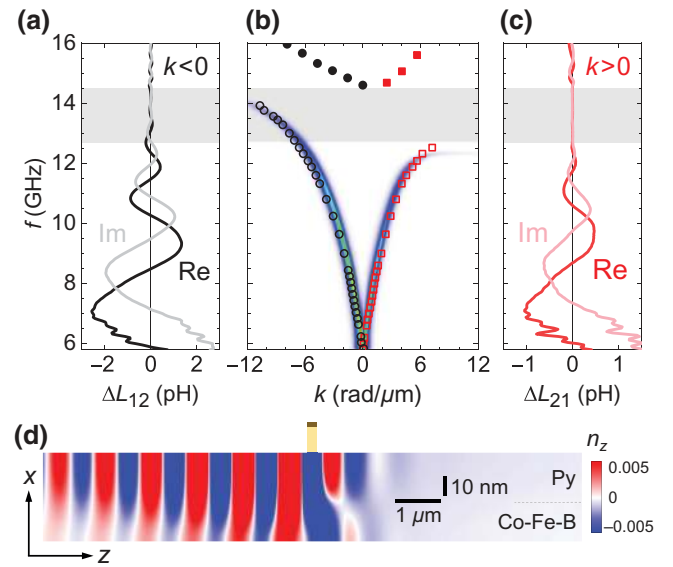 (a) (b) (c)
16 14 12 10 8 6
f (GHz)
k<0
k>0
Im
Re
Im
Re
−2 0 2
−12 −6 0 6 12
−1 0 1
ΔL12 (pH)
k (rad/μm)
ΔL21 (pH)
(d)
nz
x
z
10 nm
1 μm
Py
Co-Fe-B
0.005
0
−0.005